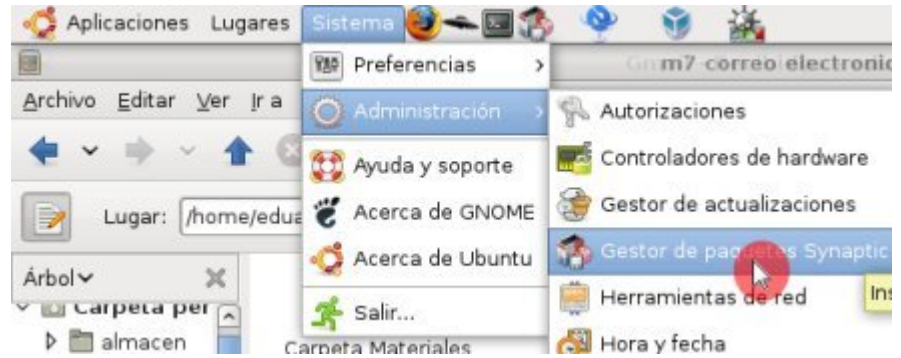 Aplicaciones Lugares Sistema
m7-correo electronic
Archivo Editar Ver Ir a
Lugar: /home/edua
Árbol
Carpeta per
almacen
Carpeta Materiales
Preferencias
Administración
Ayuda y soporte
Acerca de GNOME
Acerca de Ubuntu
Salir...
Autorizaciones
Controladores de hardware
Gestor de actualizaciones
Gestor de paquetes Synaptic
Herramientas de red
Hora y fecha
Ins